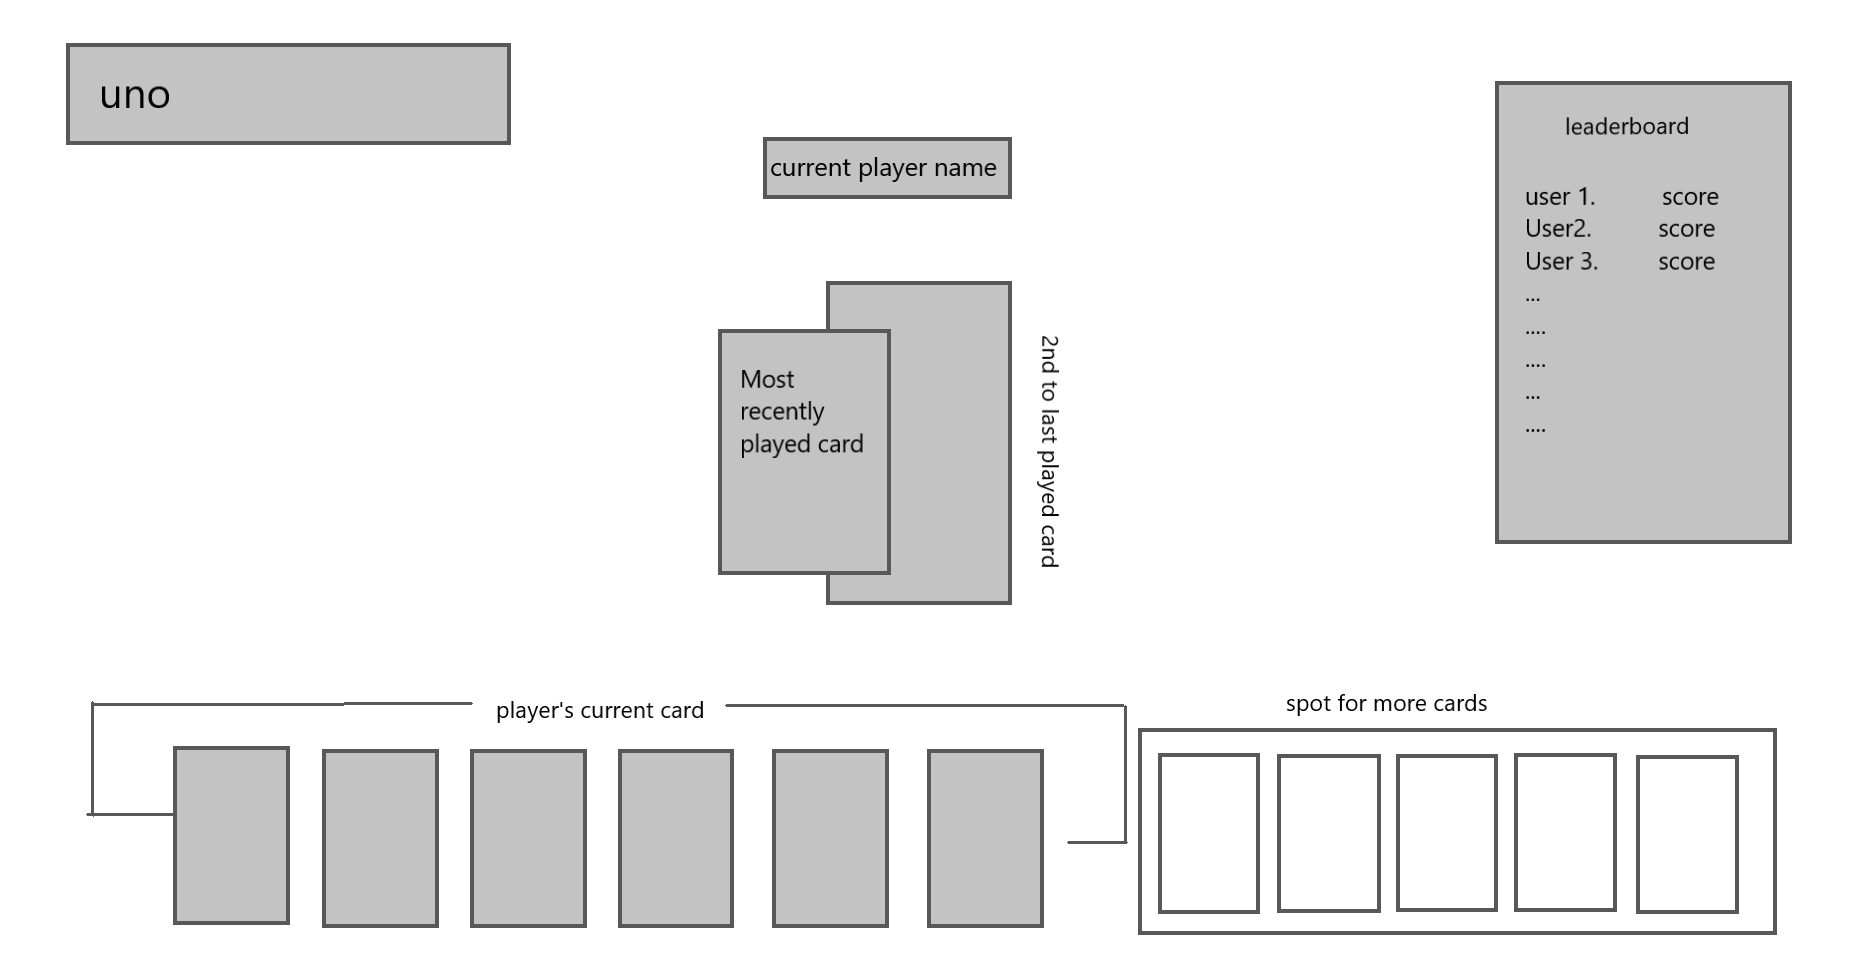 uno
current player name
leaderboard
user 1. score
User2. score
User 3. score
...
....
....
...
....
Most
recently
played card
2nd to last played card
player's current card
spot for more cards